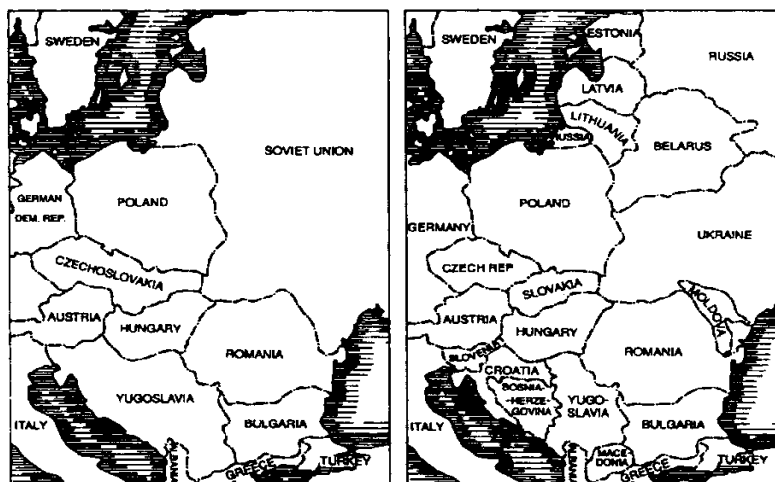 SWEDEN
SOVIET UNION
GERMAN
DEM. REP.
POLAND
CZECHOSLOVAKIA
AUSTRIA
HUNGARY
ROMANIA
YUGOSLAVIA
ITALY
BULGARIA
ALBANIA
GREECE
TURKEY
SWEDEN
ESTONIA
RUSSIA
LATVIA
LITHUANIA
RUSSIA
BELARUS
POLAND
GERMANY
UKRAINE
CZECH REP
SLOVAKIA
MOLDOVA
AUSTRIA
HUNGARY
SLOVENIA
ROMANIA
CROATIA
BOSNIA-
-HERZE-
GOVINA
YUGO-
SLAVIA
ITALY
BULGARIA
ALBANIA
MACE-
DONIA
GREECE
TURKEY